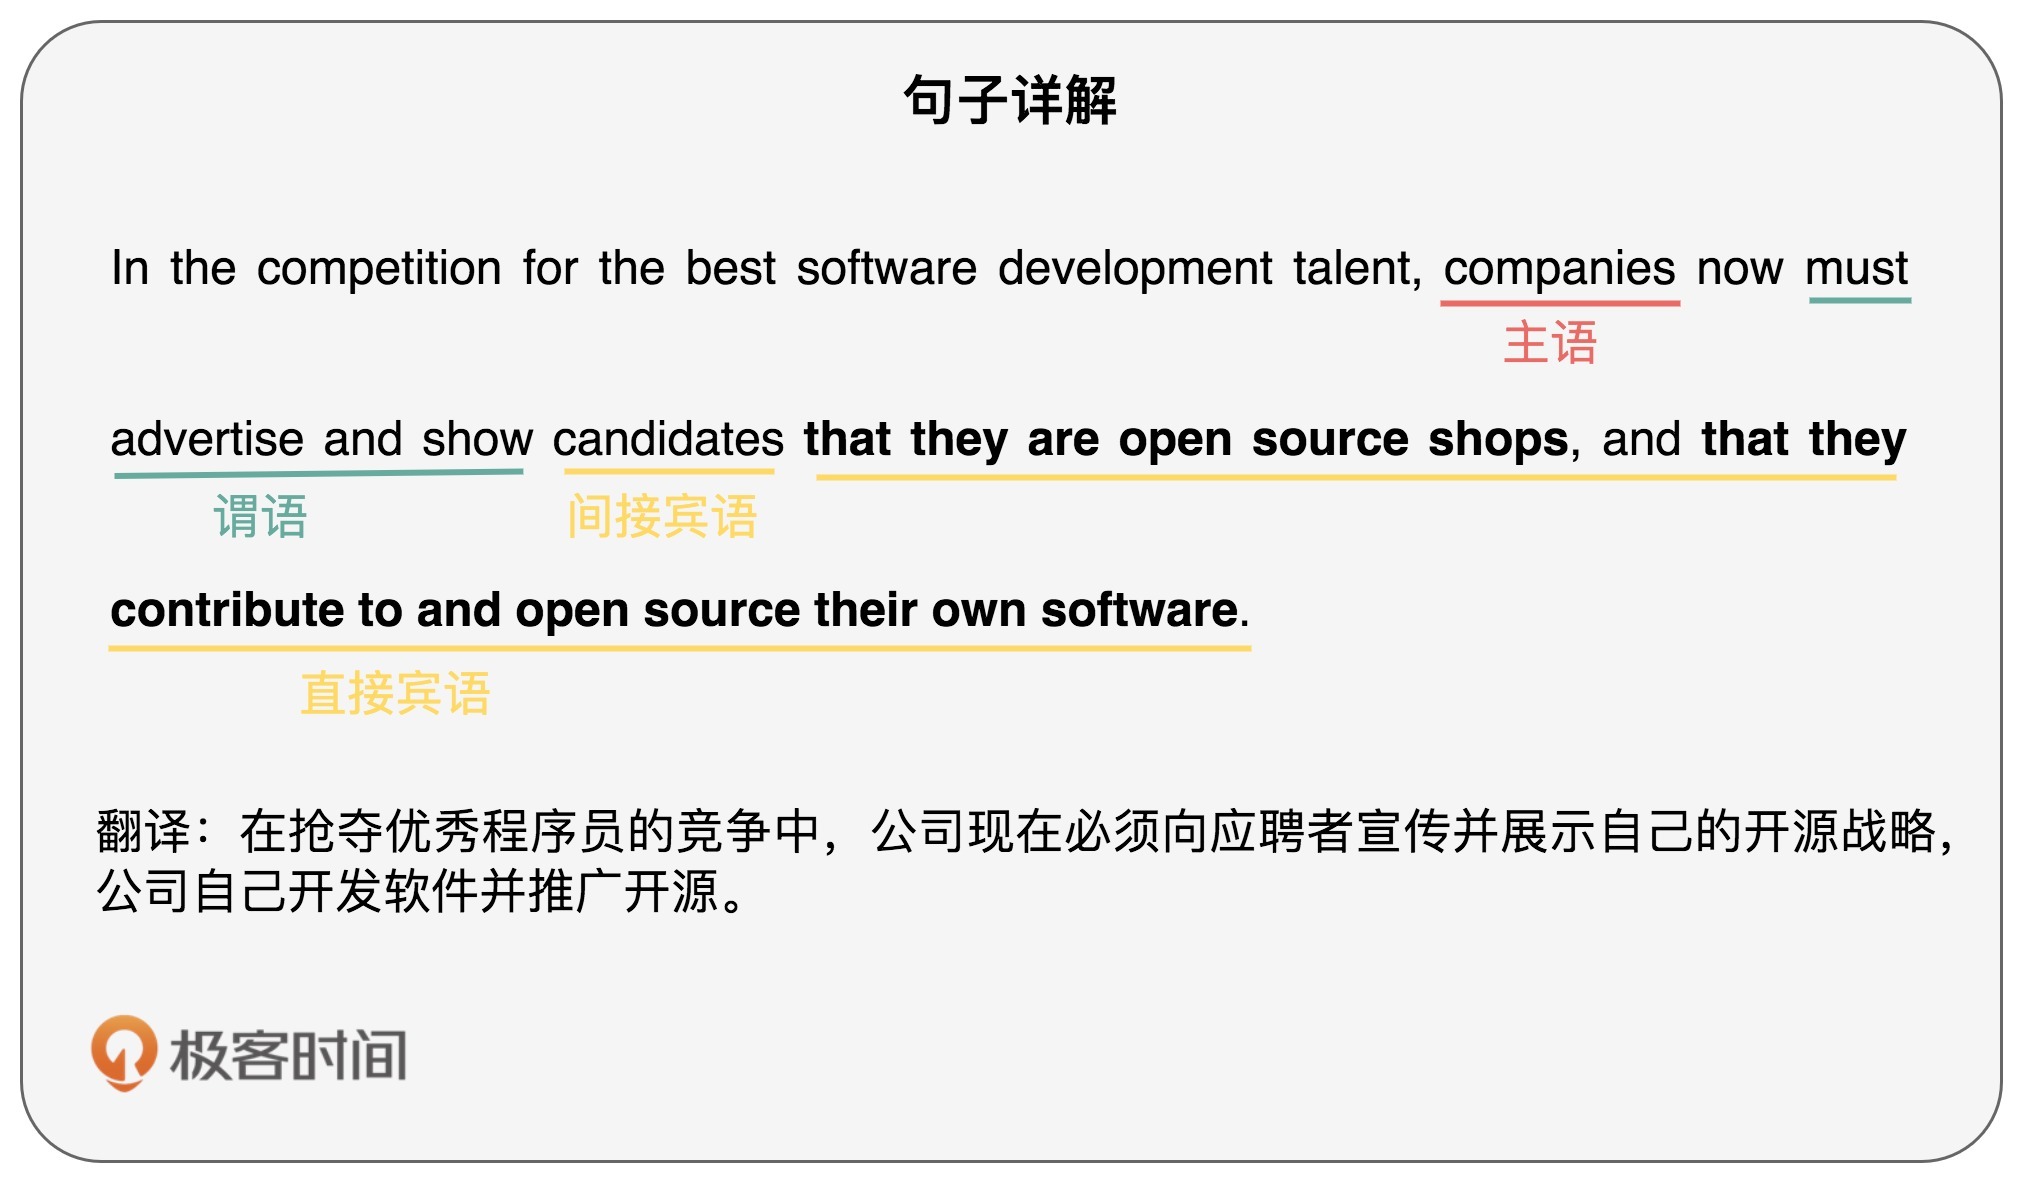 句子详解
In the competition for the best software development talent, companies now must
主语
advertise and show candidates that they are open source shops, and that they
谓语 间接宾语
contribute to and open source their own software.
直接宾语
翻译：在抢夺优秀程序员的竞争中，公司现在必须向应聘者宣传并展示自己的开源战略，
公司自己开发软件并推广开源。
极客时间